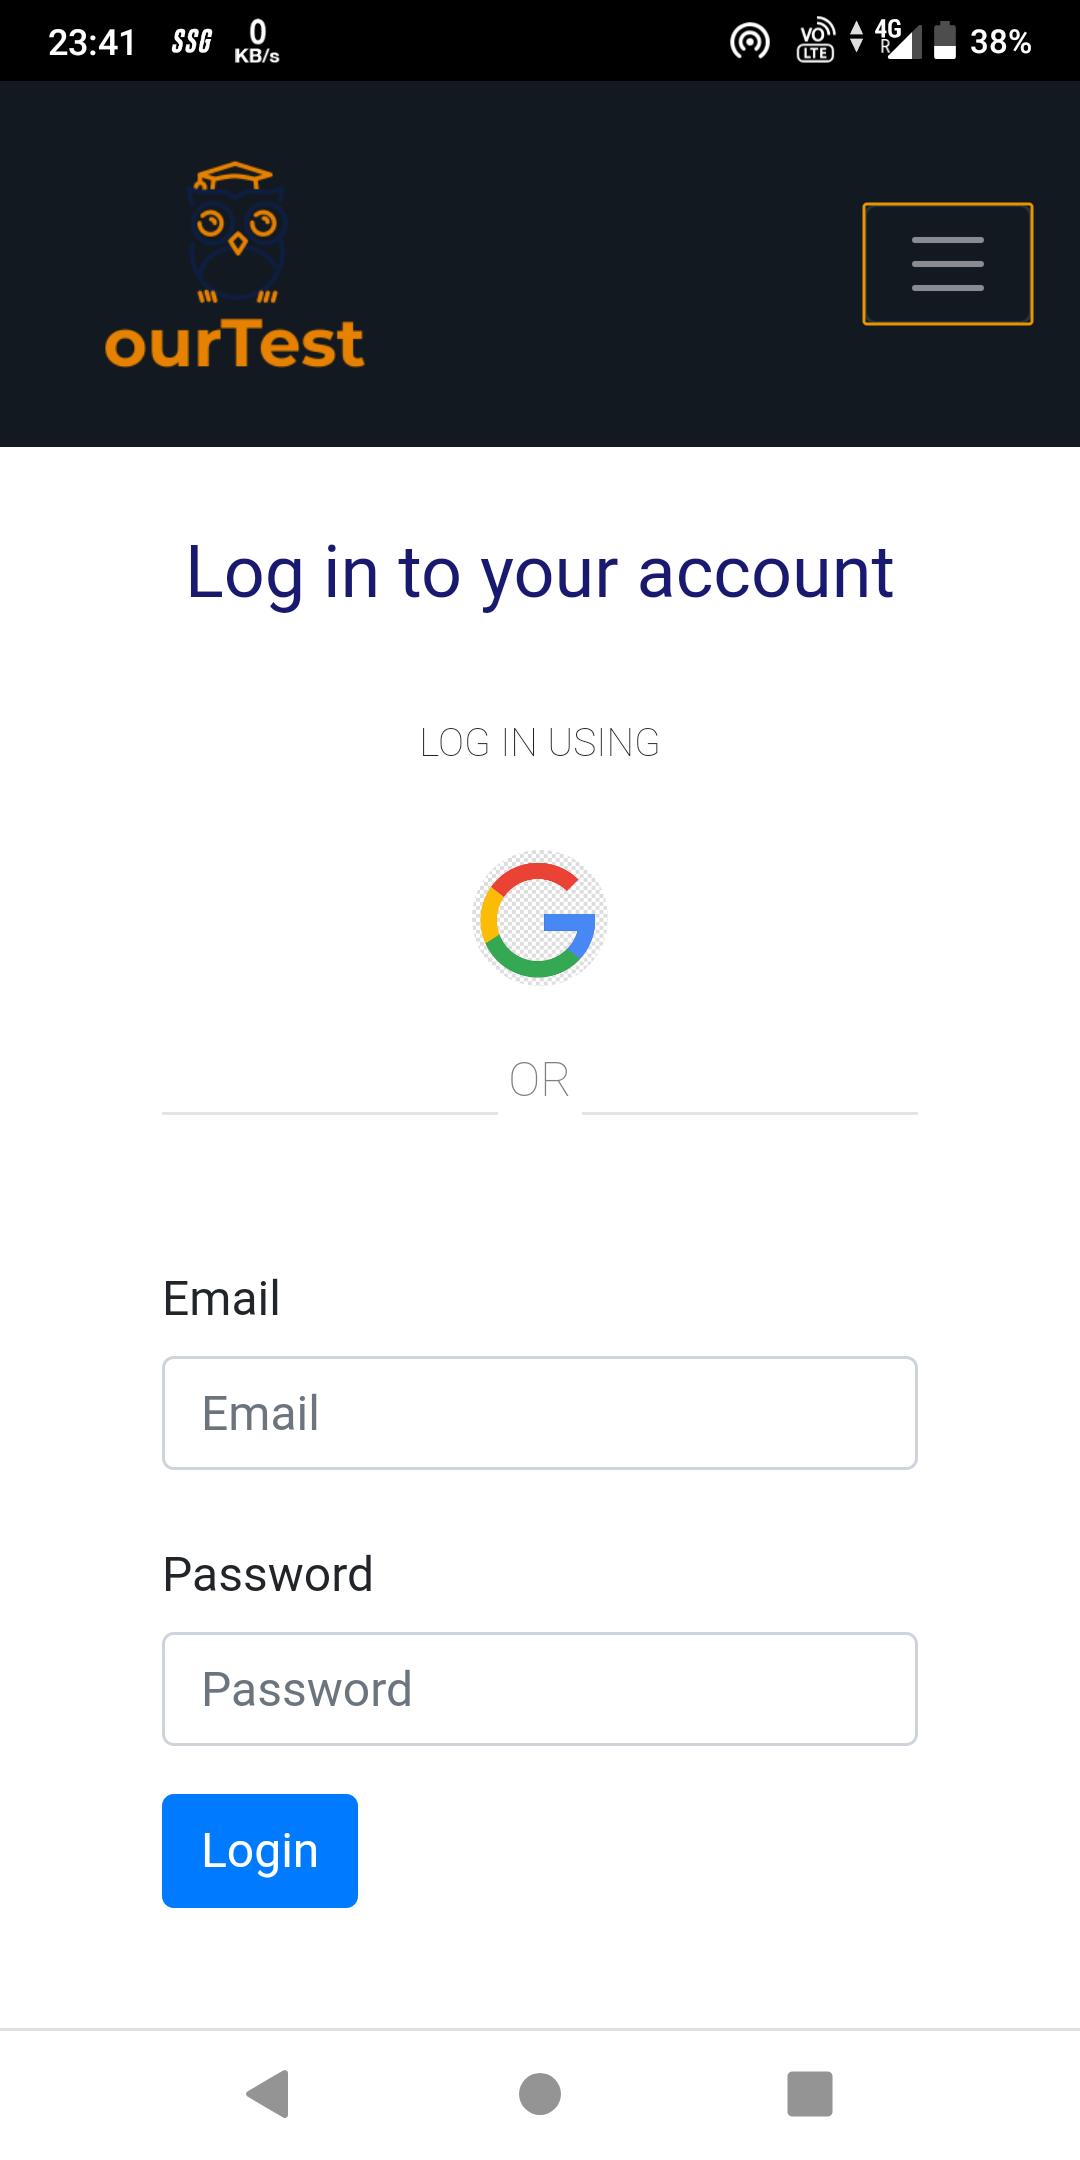 23:41 SSG 0 KB/s VO LTE 4G R 38%
ourTest
Log in to your account
LOG IN USING
OR
Email
Email
Password
Password
Login